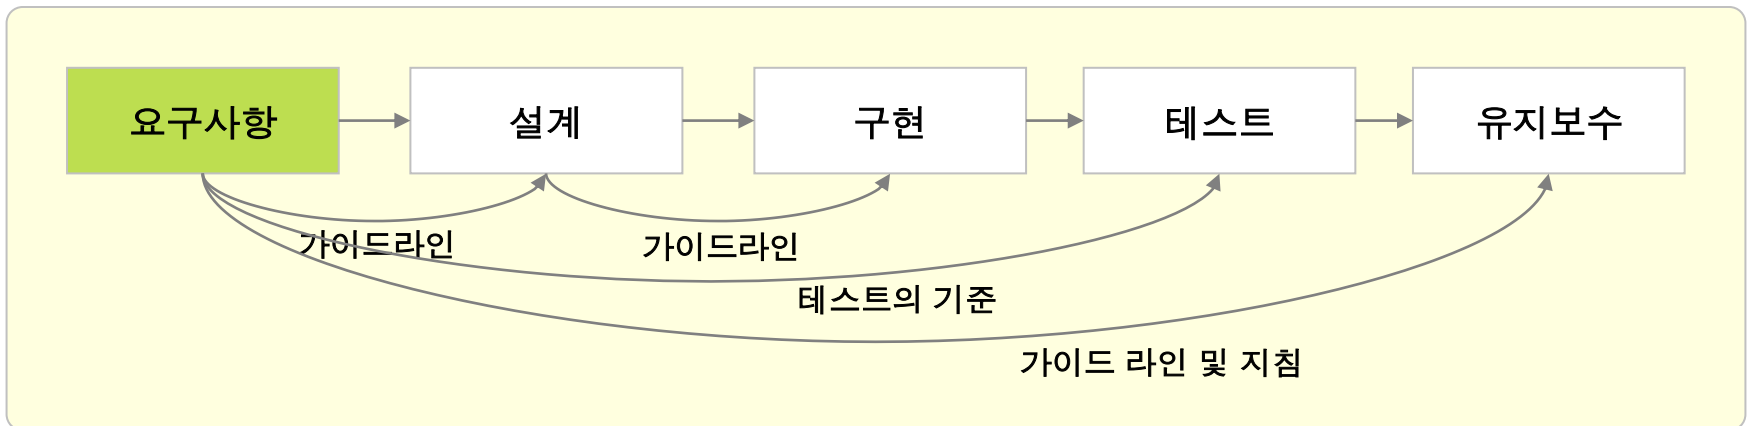 요구사항
설계
구현
테스트
유지보수
가이드라인
가이드라인
테스트의 기준
가이드 라인 및 지침